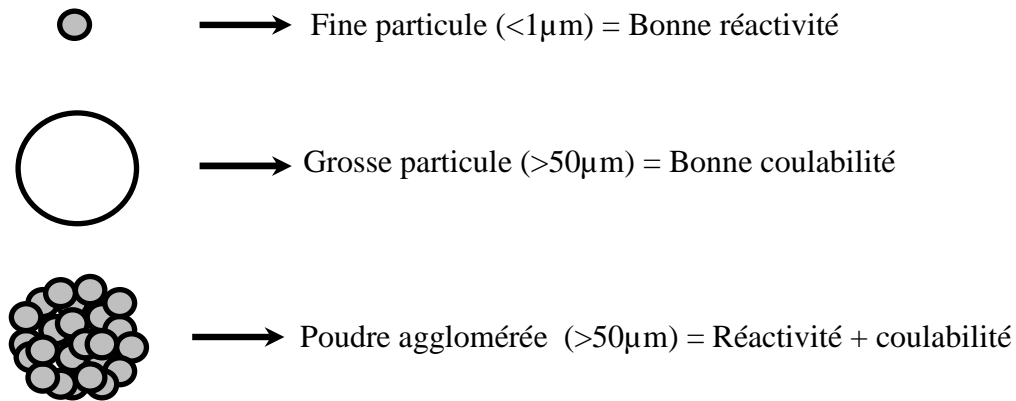 Fine particule (<1µm) = Bonne réactivité
Grosse particule (>50µm) = Bonne coulabilité
Poudre agglomérée (>50µm) = Réactivité + coulabilité